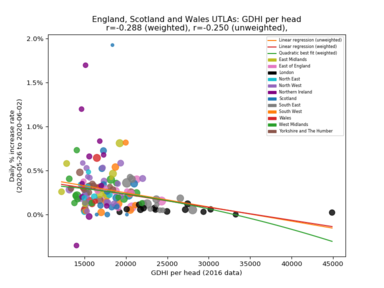 England, Scotland and Wales UTLAs: GDHI per head
r=-0.288 (weighted), r=-0.250 (unweighted),
2.0%
1.5%
1.0%
0.5%
0.0%
Daily % increase rate
(2020-05-26 to 2020-06-02)
Linear regression (unweighted)
Linear regression (weighted)
Quadratic best fit (weighted)
East Midlands
East of England
London
North East
North West
Northern Ireland
Scotland
South East
South West
Wales
West Midlands
Yorkshire and The Humber
15000
20000
25000
30000
35000
40000
45000
GDHI per head (2016 data)